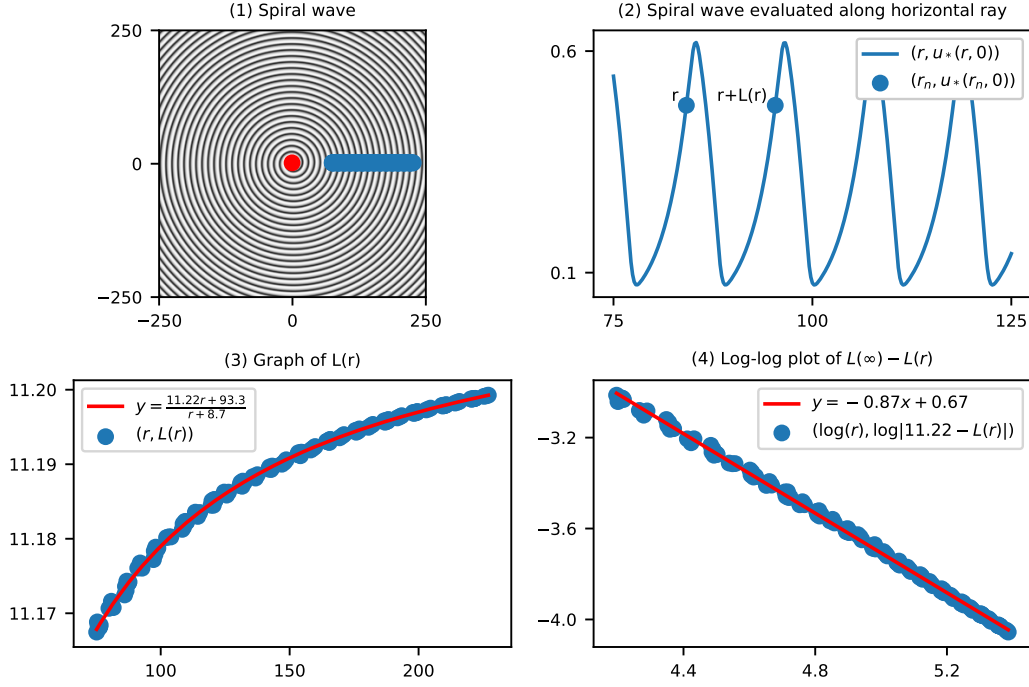 (1) Spiral wave
250
0
−250
−250
0
250
(2) Spiral wave evaluated along horizontal ray
0.6
0.1
r
r+L(r)
(r, u*(r, 0))
(rn, u*(rn, 0))
75
100
125
(3) Graph of L(r)
11.20
11.19
11.18
11.17
y = 11.22r + 93.3 / r + 8.7
(r, L(r))
100
150
200
(4) Log-log plot of L(∞) − L(r)
−3.2
−3.6
−4.0
y = −0.87x + 0.67
(log(r), log|11.22 − L(r)|)
4.4
4.8
5.2